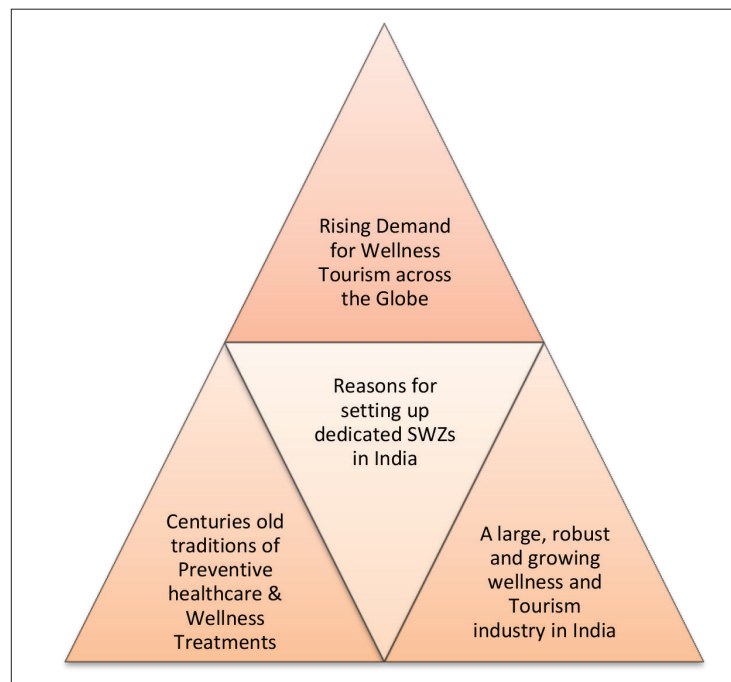 Rising Demand
for Wellness
Tourism across
the Globe
Reasons for
setting up
dedicated SWZs
in India
Centuries old
traditions of
Preventive
healthcare &
Wellness
Treatments
A large, robust
and growing
wellness and
Tourism
industry in India